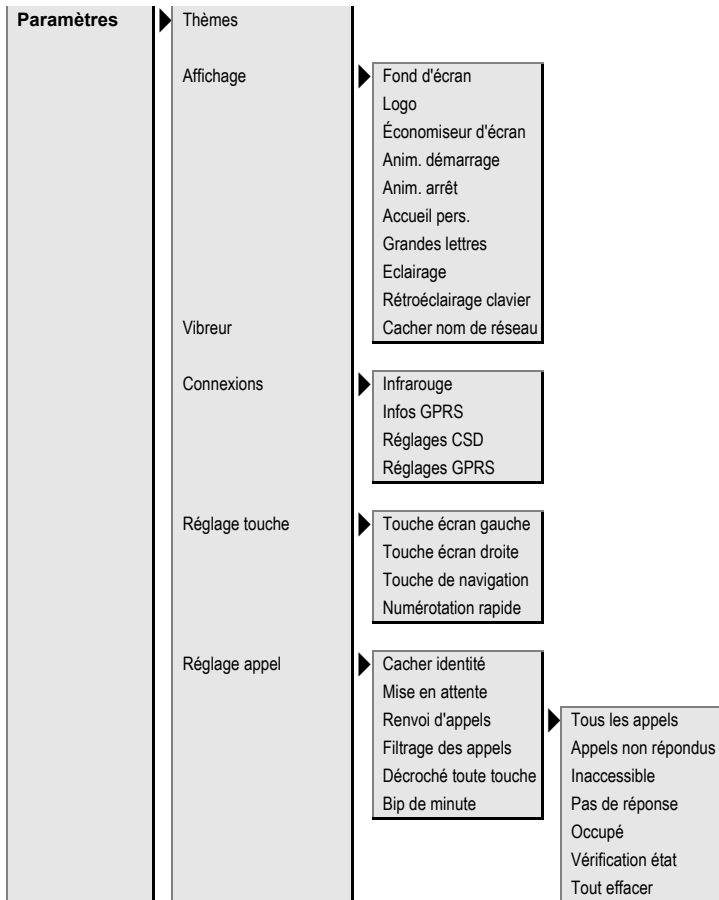 Paramètres
Thèmes
Affichage
Fond d'écran
Logo
Économiseur d'écran
Anim. démarrage
Anim. arrêt
Accueil pers.
Grandes lettres
Eclairage
Rétroéclairage clavier
Vibreur
Cacher nom de réseau
Connexions
Infrarouge
Infos GPRS
Réglages CSD
Réglages GPRS
Réglage touche
Touche écran gauche
Touche écran droite
Touche de navigation
Numérotation rapide
Réglage appel
Cacher identité
Mise en attente
Renvoi d'appels
Tous les appels
Filtrage des appels
Appels non répondus
Décroché toute touche
Inaccessible
Bip de minute
Pas de réponse
Occupé
Vérification état
Tout effacer